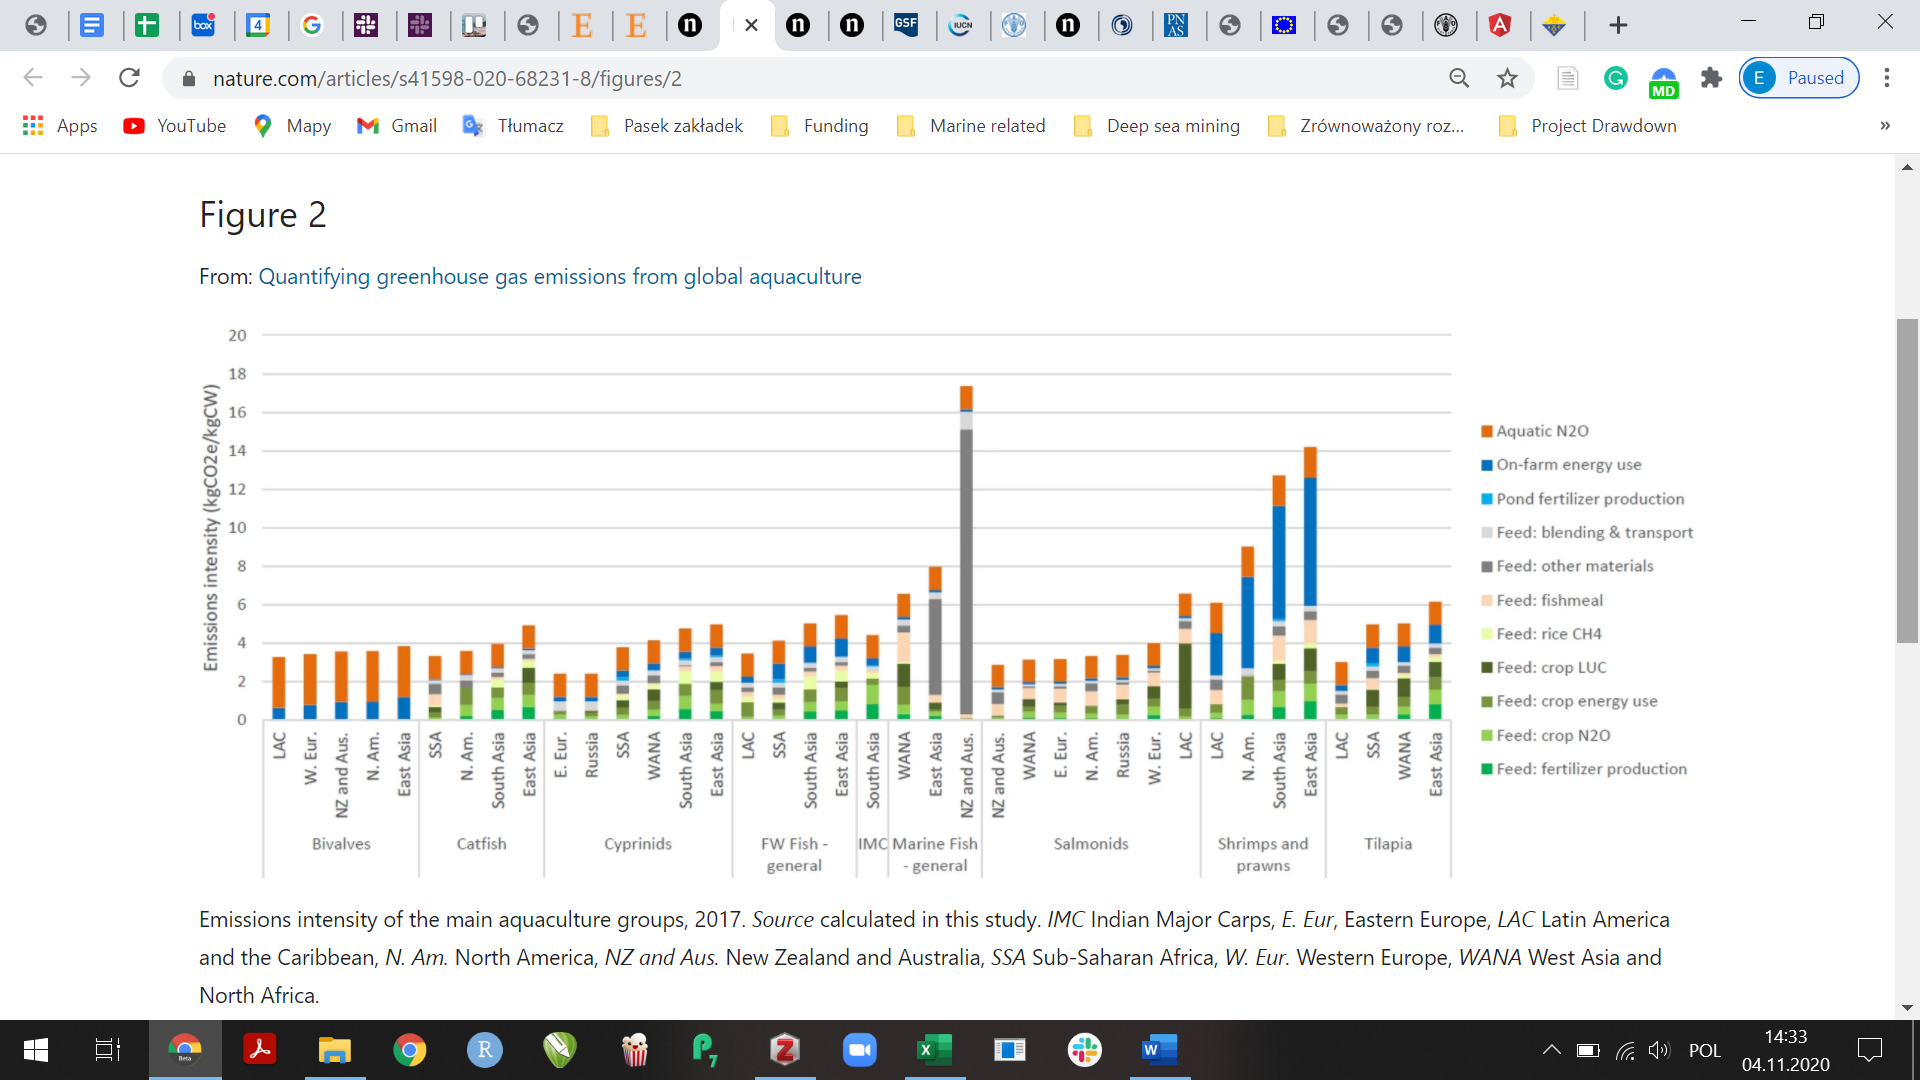 4
GSF
IUCN
PN
AS
nature.com/articles/s41598-020-68231-8/figures/2
MD
E Paused
Apps YouTube Mapy Gmail Tłumacz Pasek zakładek Funding Marine related Deep sea mining Zrównoważony roz... Project Drawdown »
Figure 2
From: Quantifying greenhouse gas emissions from global aquaculture
Emissions intensity (kgCO2e/kgCW)
20
18
16
14
12
10
8
6
4
2
0
LAC W. Eur. NZ and Aus. N. Am. East Asia
Bivalves
SSA N. Am. South Asia East Asia
Catfish
E. Eur. Russia SSA WANA South Asia East Asia
Cyprinids
LAC SSA South Asia East Asia
FW Fish -
general
South Asia
IMC
WANA East Asia NZ and Aus.
Marine Fish
- general
NZ and Aus. WANA E. Eur. N. Am. Russia W. Eur. LAC
Salmonids
LAC N. Am. South Asia East Asia
Shrimps and
prawns
LAC SSA WANA East Asia
Tilapia
Aquatic N2O
On-farm energy use
Pond fertilizer production
Feed: blending & transport
Feed: other materials
Feed: fishmeal
Feed: rice CH4
Feed: crop LUC
Feed: crop energy use
Feed: crop N2O
Feed: fertilizer production
Emissions intensity of the main aquaculture groups, 2017. Source calculated in this study. IMC Indian Major Carps, E. Eur, Eastern Europe, LAC Latin America
and the Caribbean, N. Am. North America, NZ and Aus. New Zealand and Australia, SSA Sub-Saharan Africa, W. Eur. Western Europe, WANA West Asia and
North Africa.
POL
14:33
04.11.2020